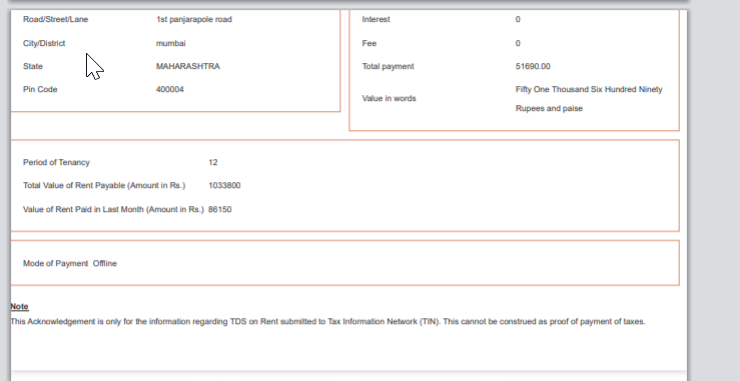 Road/Street/Lane 1st panjarapole road
City/District mumbai
State MAHARASHTRA
Pin Code 400004
Interest 0
Fee 0
Total payment 51690.00
Value in words Fifty One Thousand Six Hundred Ninety
Rupees and paise
Period of Tenancy 12
Total Value of Rent Payable (Amount in Rs.) 1033800
Value of Rent Paid in Last Month (Amount in Rs.) 86150
Mode of Payment Offline
Note
This Acknowledgement is only for the information regarding TDS on Rent submitted to Tax Information Network (TIN). This cannot be construed as proof of payment of taxes.